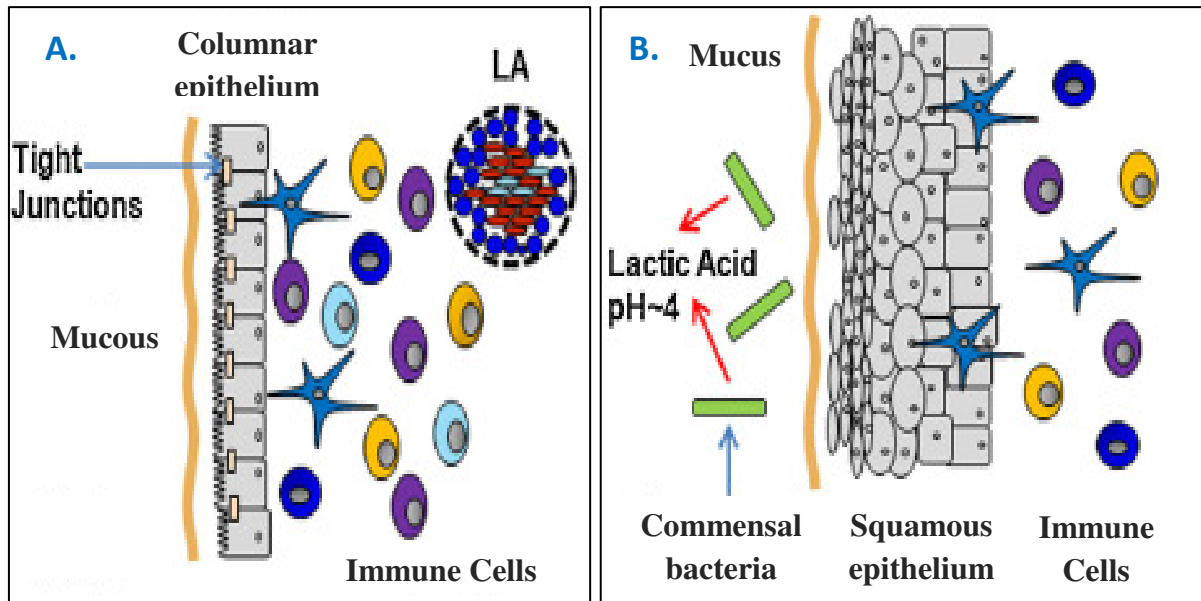 A.
Columnar
epithelium
LA
Tight
Junctions
Mucous
Immune Cells
B.
Mucus
Lactic Acid
pH~4
Commensal
bacteria
Squamous
epithelium
Immune
Cells